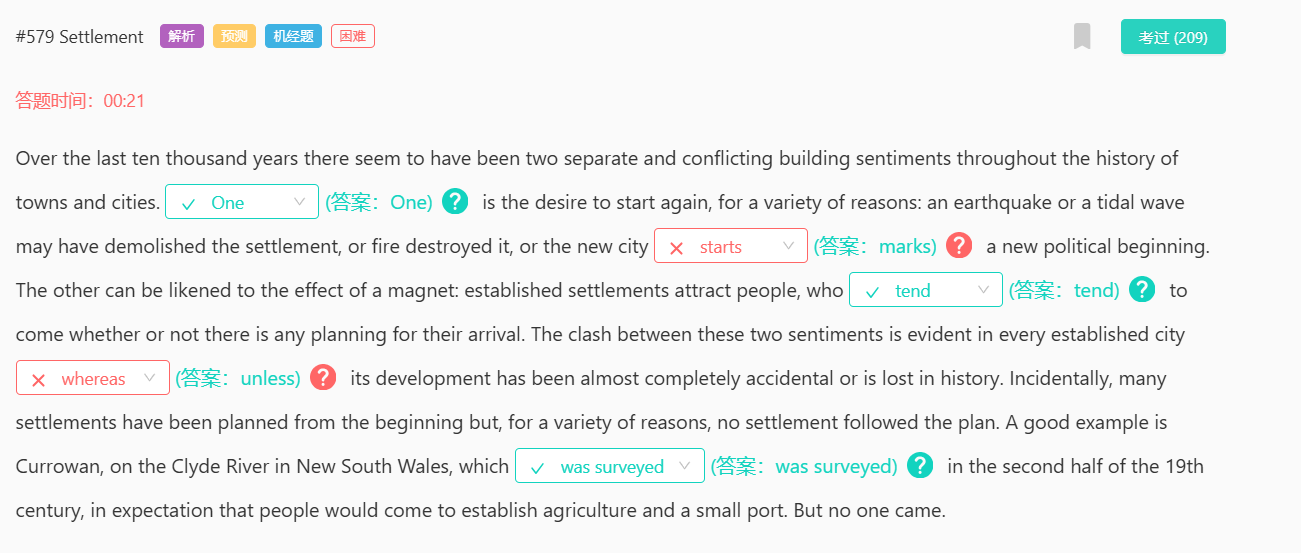 #579 Settlement 解析 预测 机经题 困难 考过 (209)
答题时间：00:21
Over the last ten thousand years there seem to have been two separate and conflicting building sentiments throughout the history of
towns and cities. One (答案：One) ? is the desire to start again, for a variety of reasons: an earthquake or a tidal wave
may have demolished the settlement, or fire destroyed it, or the new city starts (答案：marks) ? a new political beginning.
The other can be likened to the effect of a magnet: established settlements attract people, who tend (答案：tend) ? to
come whether or not there is any planning for their arrival. The clash between these two sentiments is evident in every established city
whereas (答案：unless) ? its development has been almost completely accidental or is lost in history. Incidentally, many
settlements have been planned from the beginning but, for a variety of reasons, no settlement followed the plan. A good example is
Currowan, on the Clyde River in New South Wales, which was surveyed (答案：was surveyed) ? in the second half of the 19th
century, in expectation that people would come to establish agriculture and a small port. But no one came.